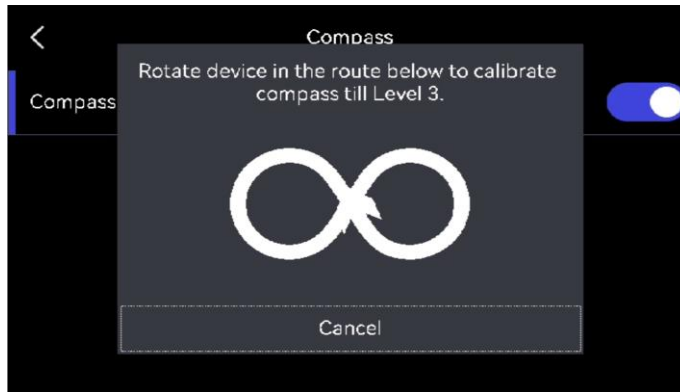 Compass
Rotate device in the route below to calibrate
compass till Level 3.
Compass
Cancel